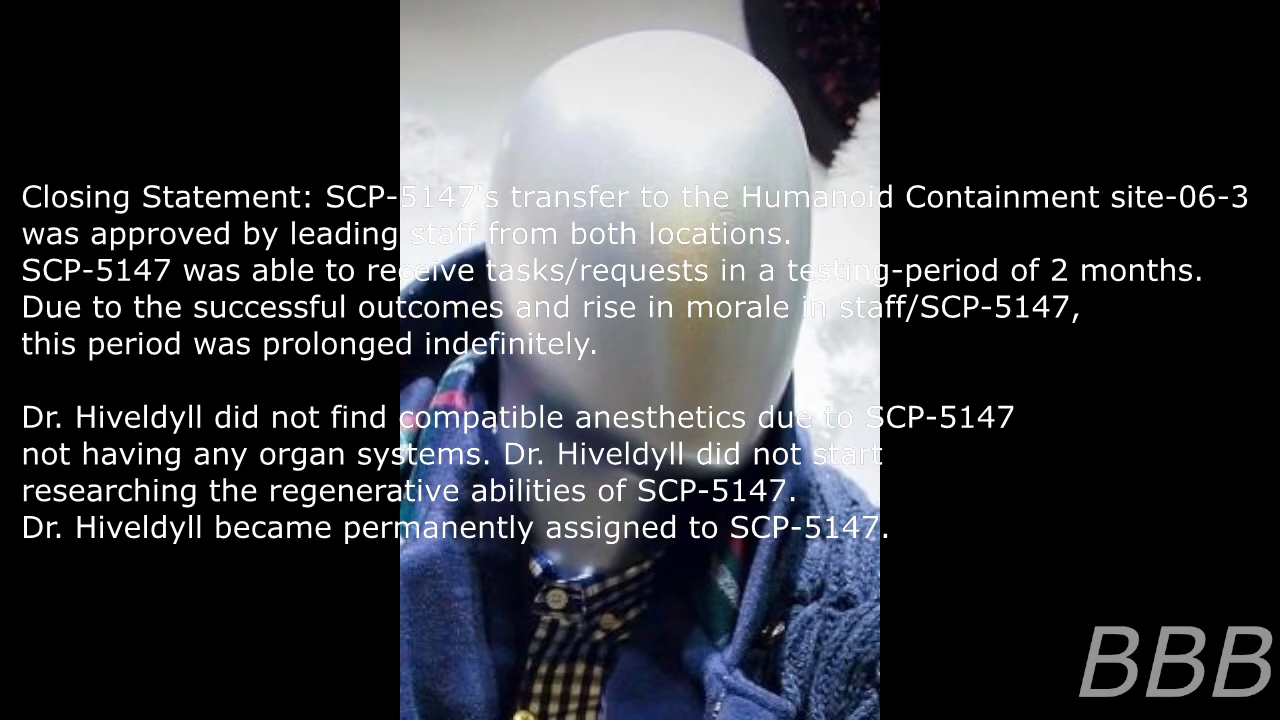 Closing Statement: SCP-5147's transfer to the Humanoid Containment site-06-3
was approved by leading staff from both locations.
SCP-5147 was able to receive tasks/requests in a testing-period of 2 months.
Due to the successful outcomes and rise in morale in staff/SCP-5147,
this period was prolonged indefinitely.
Dr. Hiveldyll did not find compatible anesthetics due to SCP-5147
not having any organ systems. Dr. Hiveldyll did not start
researching the regenerative abilities of SCP-5147.
Dr. Hiveldyll became permanently assigned to SCP-5147.
BBB